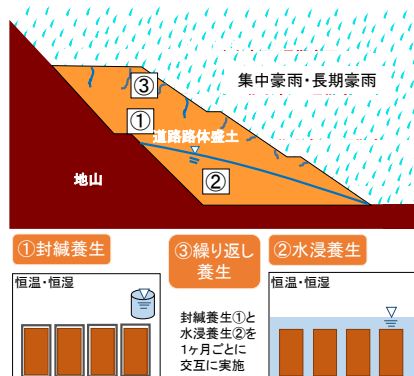 集中豪雨・長期豪雨
③
①
道路路体盛土
②
地山
①封緘養生
③繰り返し
養生
②水浸養生
恒温・恒湿
封緘養生①と
水浸養生②を
1ヶ月ごとに
交互に実施
恒温・恒湿